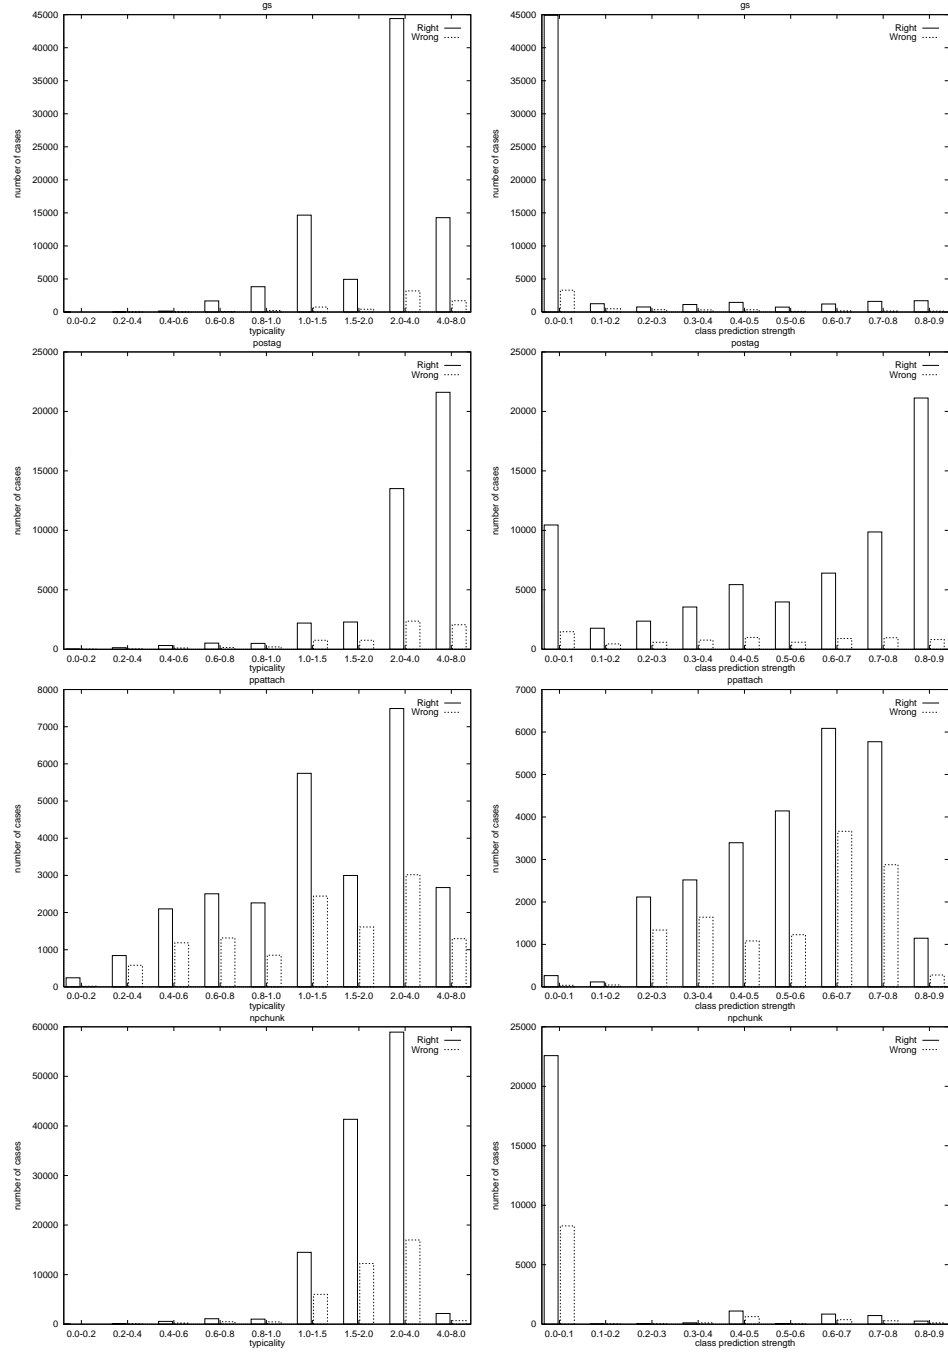 gs
45000
40000
35000
30000
25000
20000
15000
10000
5000
0
number of cases
Right
Wrong
0.0-0.2 0.2-0.4 0.4-0.6 0.6-0.8 0.8-1.0 1.0-1.5 1.5-2.0 2.0-4.0 4.0-8.0
typicality
gs
45000
40000
35000
30000
25000
20000
15000
10000
5000
0
number of cases
Right
Wrong
0.0-0.1 0.1-0.2 0.2-0.3 0.3-0.4 0.4-0.5 0.5-0.6 0.6-0.7 0.7-0.8 0.8-0.9
class prediction strength
postag
25000
20000
15000
10000
5000
0
number of cases
Right
Wrong
0.0-0.2 0.2-0.4 0.4-0.6 0.6-0.8 0.8-1.0 1.0-1.5 1.5-2.0 2.0-4.0 4.0-8.0
typicality
postag
25000
20000
15000
10000
5000
0
number of cases
Right
Wrong
0.0-0.1 0.1-0.2 0.2-0.3 0.3-0.4 0.4-0.5 0.5-0.6 0.6-0.7 0.7-0.8 0.8-0.9
class prediction strength
ppattach
8000
7000
6000
5000
4000
3000
2000
1000
0
number of cases
Right
Wrong
0.0-0.2 0.2-0.4 0.4-0.6 0.6-0.8 0.8-1.0 1.0-1.5 1.5-2.0 2.0-4.0 4.0-8.0
typicality
ppattach
7000
6000
5000
4000
3000
2000
1000
0
number of cases
Right
Wrong
0.0-0.1 0.1-0.2 0.2-0.3 0.3-0.4 0.4-0.5 0.5-0.6 0.6-0.7 0.7-0.8 0.8-0.9
class prediction strength
npchunk
60000
50000
40000
30000
20000
10000
0
number of cases
Right
Wrong
0.0-0.2 0.2-0.4 0.4-0.6 0.6-0.8 0.8-1.0 1.0-1.5 1.5-2.0 2.0-4.0 4.0-8.0
typicality
npchunk
25000
20000
15000
10000
5000
0
number of cases
Right
Wrong
0.0-0.1 0.1-0.2 0.2-0.3 0.3-0.4 0.4-0.5 0.5-0.6 0.6-0.7 0.7-0.8 0.8-0.9
class prediction strength